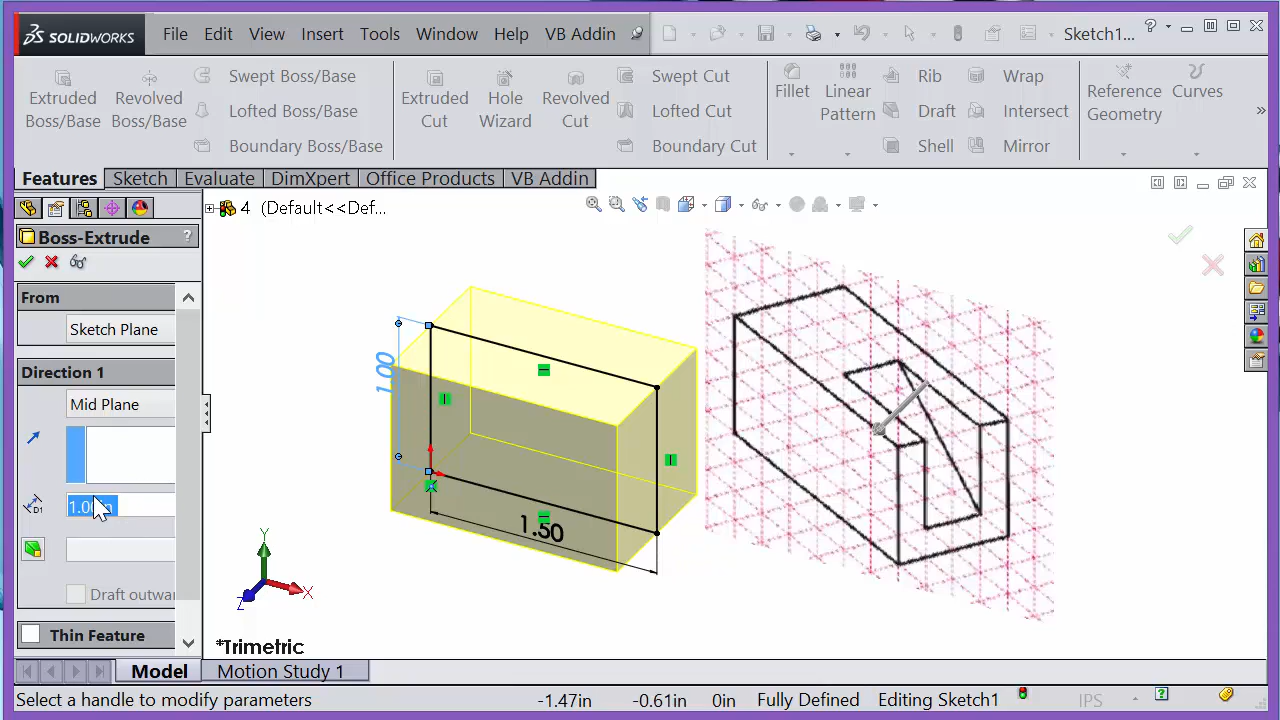 SOLIDWORKS File Edit View Insert Tools Window Help VB Addin Sketch1... ?
Extruded Boss/Base Revolved Boss/Base Swept Boss/Base Lofted Boss/Base Boundary Boss/Base Extruded Cut Hole Wizard Revolved Cut Swept Cut Lofted Cut Boundary Cut Fillet Linear Pattern Rib Draft Shell Wrap Intersect Mirror Reference Geometry Curves »
Features Sketch Evaluate DimXpert Office Products VB Addin
4 (Default<<Def...
Boss-Extrude ?
From
Sketch Plane
Direction 1
Mid Plane
D1
Draft outwa
Thin Feature
1.00
1.50
Y
X
Z
*Trimetric
Model Motion Study 1
Select a handle to modify parameters -1.47in -0.61in 0in Fully Defined Editing Sketch1 IPS ?